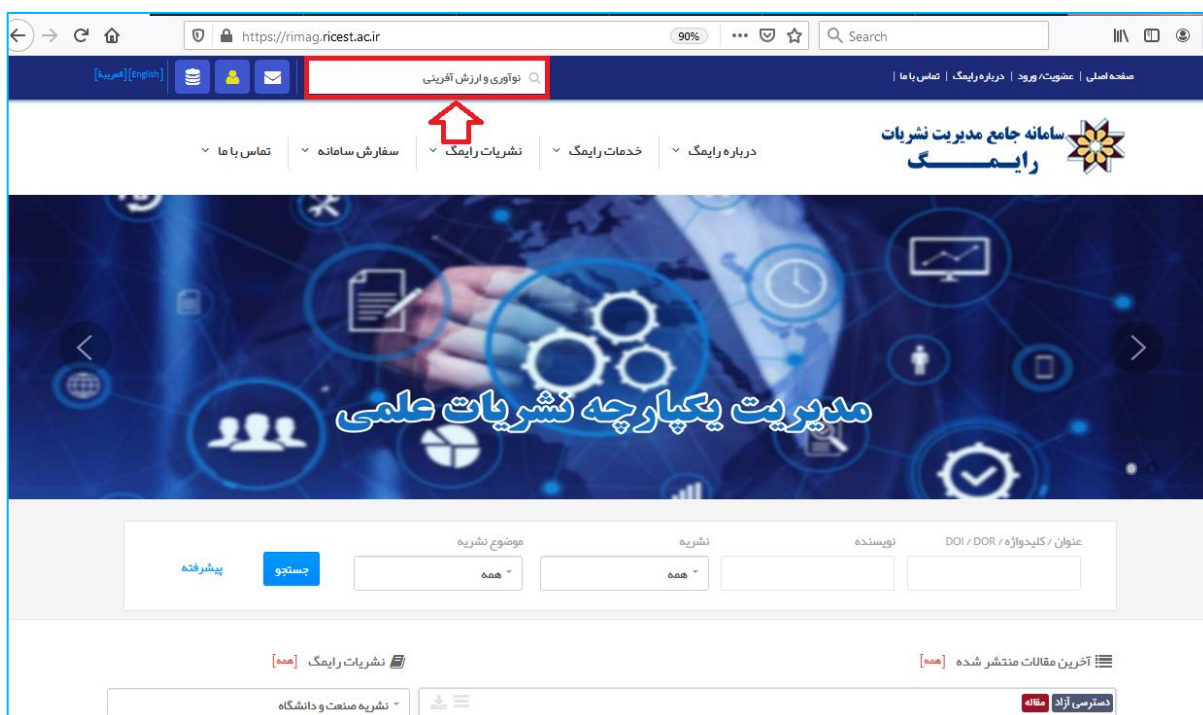 https://rimag.ricest.ac.ir
90%
Search
صفحه اصلی | عضویت/ ورود | درباره رایمگ | تماس با ما |
نوآوری و ارزش آفرینی
[English] [العربية]
سامانه جامع مدیریت نشریات
رایمگ
درباره رایمگ
خدمات رایمگ
نشریات رایمگ
سفارش سامانه
تماس با ما
مدیریت یکپارچه نشریات علمی
عنوان / کلیدواژه / DOI / DOR
نویسنده
نشریه
موضوع نشریه
همه
همه
جستجو
پیشرفته
آخرین مقالات منتشر شده [همه]
نشریات رایمگ [همه]
دسترسی آزاد مقاله
نشریه صنعت و دانشگاه